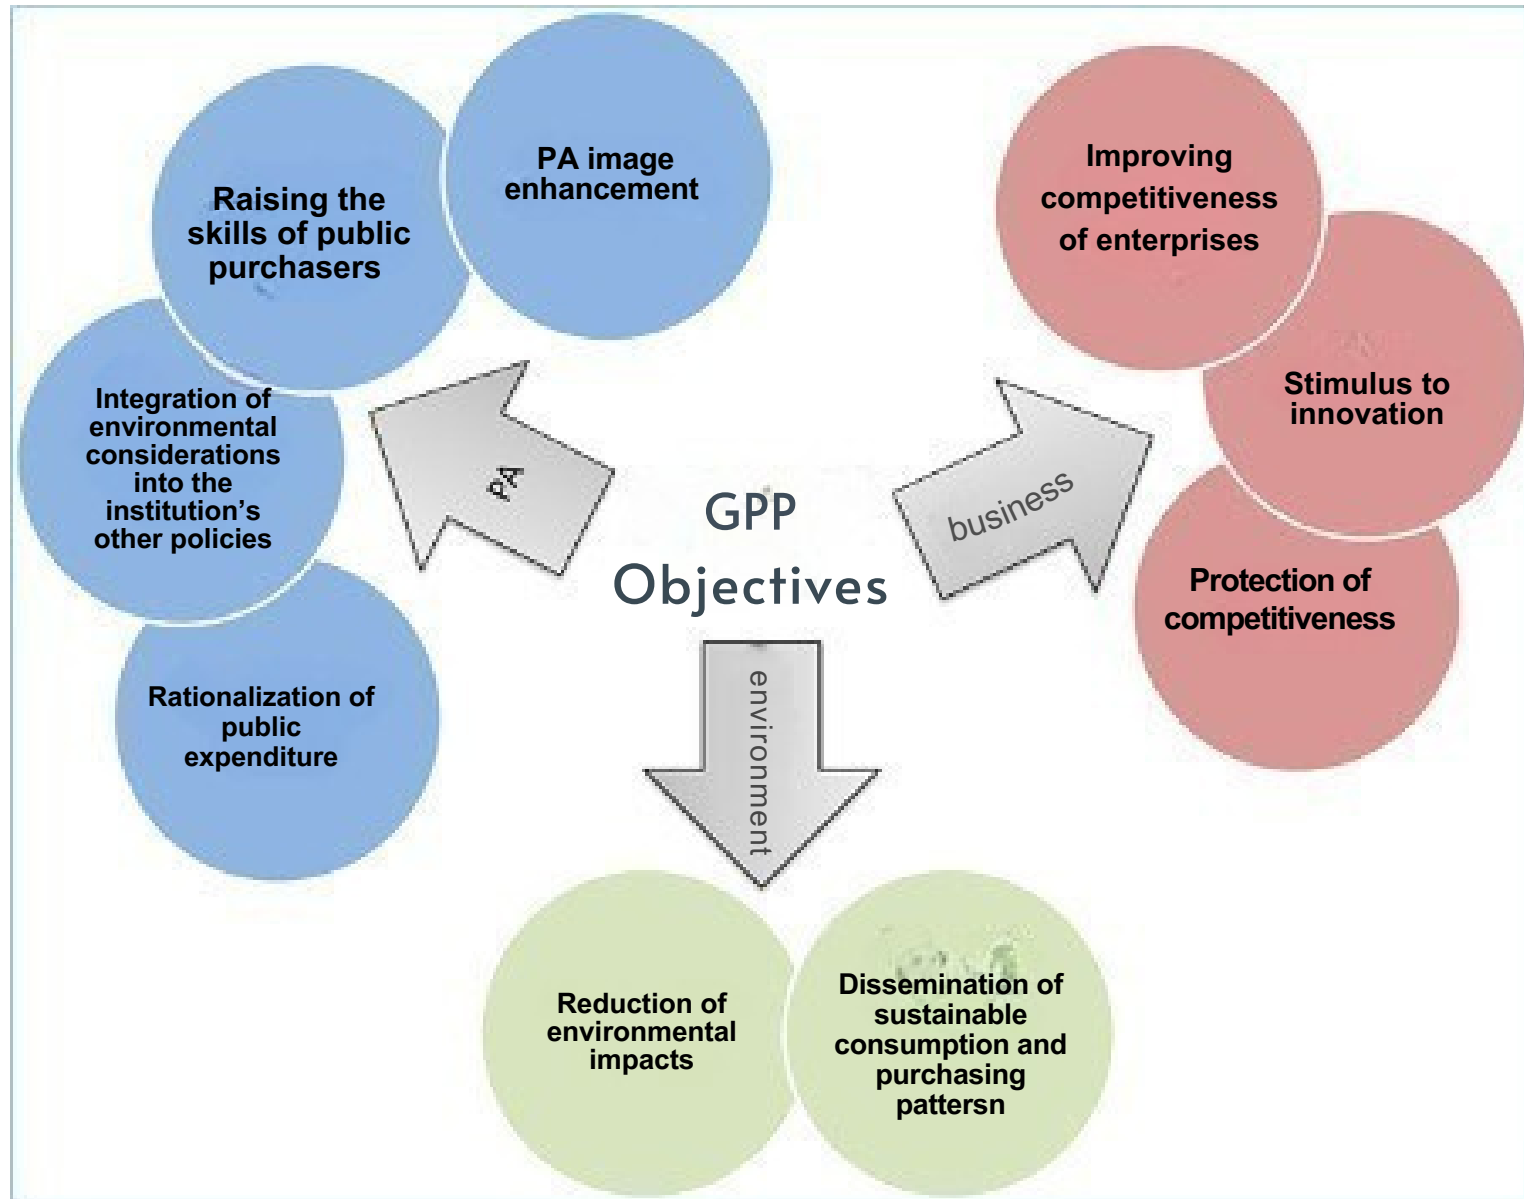 PA image
enhancement
Raising the
skills of public
purchasers
Integration of
environmental
considerations
into the
institution’s
other policies
Rationalization of
public
expenditure
PA
GPP
Objectives
business
environment
Improving
competitiveness
of enterprises
Stimulus to
innovation
Protection of
competitiveness
Reduction of
environmental
impacts
Dissemination of
sustainable
consumption and
purchasing
pattersn